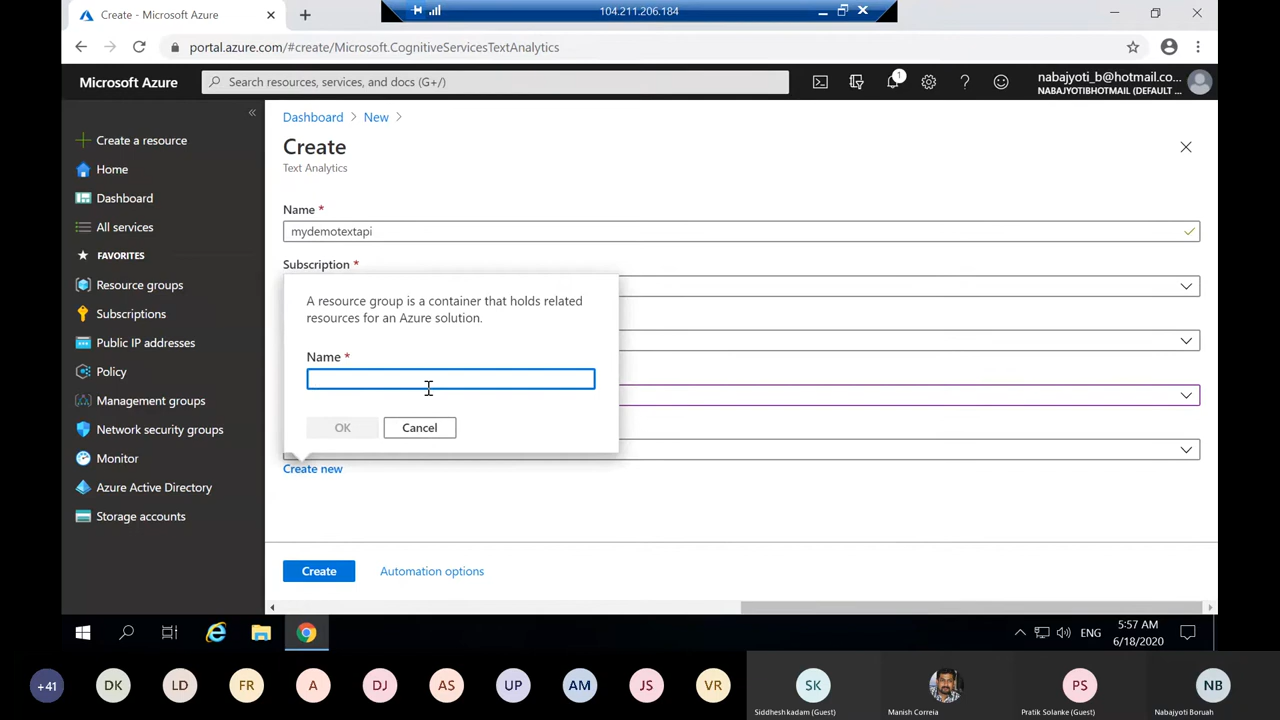 Create - Microsoft Azure
104.211.206.184
portal.azure.com/#create/Microsoft.CognitiveServicesTextAnalytics
Microsoft Azure
Search resources, services, and docs (G+/)
1
nabajyoti_b@hotmail.co...
NABAJYOTIBHOTMAIL (DEFAULT ...
Create a resource
Home
Dashboard
All services
FAVORITES
Resource groups
Subscriptions
Public IP addresses
Policy
Management groups
Network security groups
Monitor
Azure Active Directory
Storage accounts
Dashboard > New >
Create
Text Analytics
Name *
mydemotextapi
Subscription *
A resource group is a container that holds related
resources for an Azure solution.
Name *
OK
Cancel
Create new
Create
Automation options
ENG
5:57 AM
6/18/2020
+41
DK
LD
FR
A
DJ
AS
UP
AM
JS
VR
SK
Siddhesh kadam (Guest)
Manish Correia
PS
Pratik Solanke (Guest)
NB
Nabajyoti Boruah